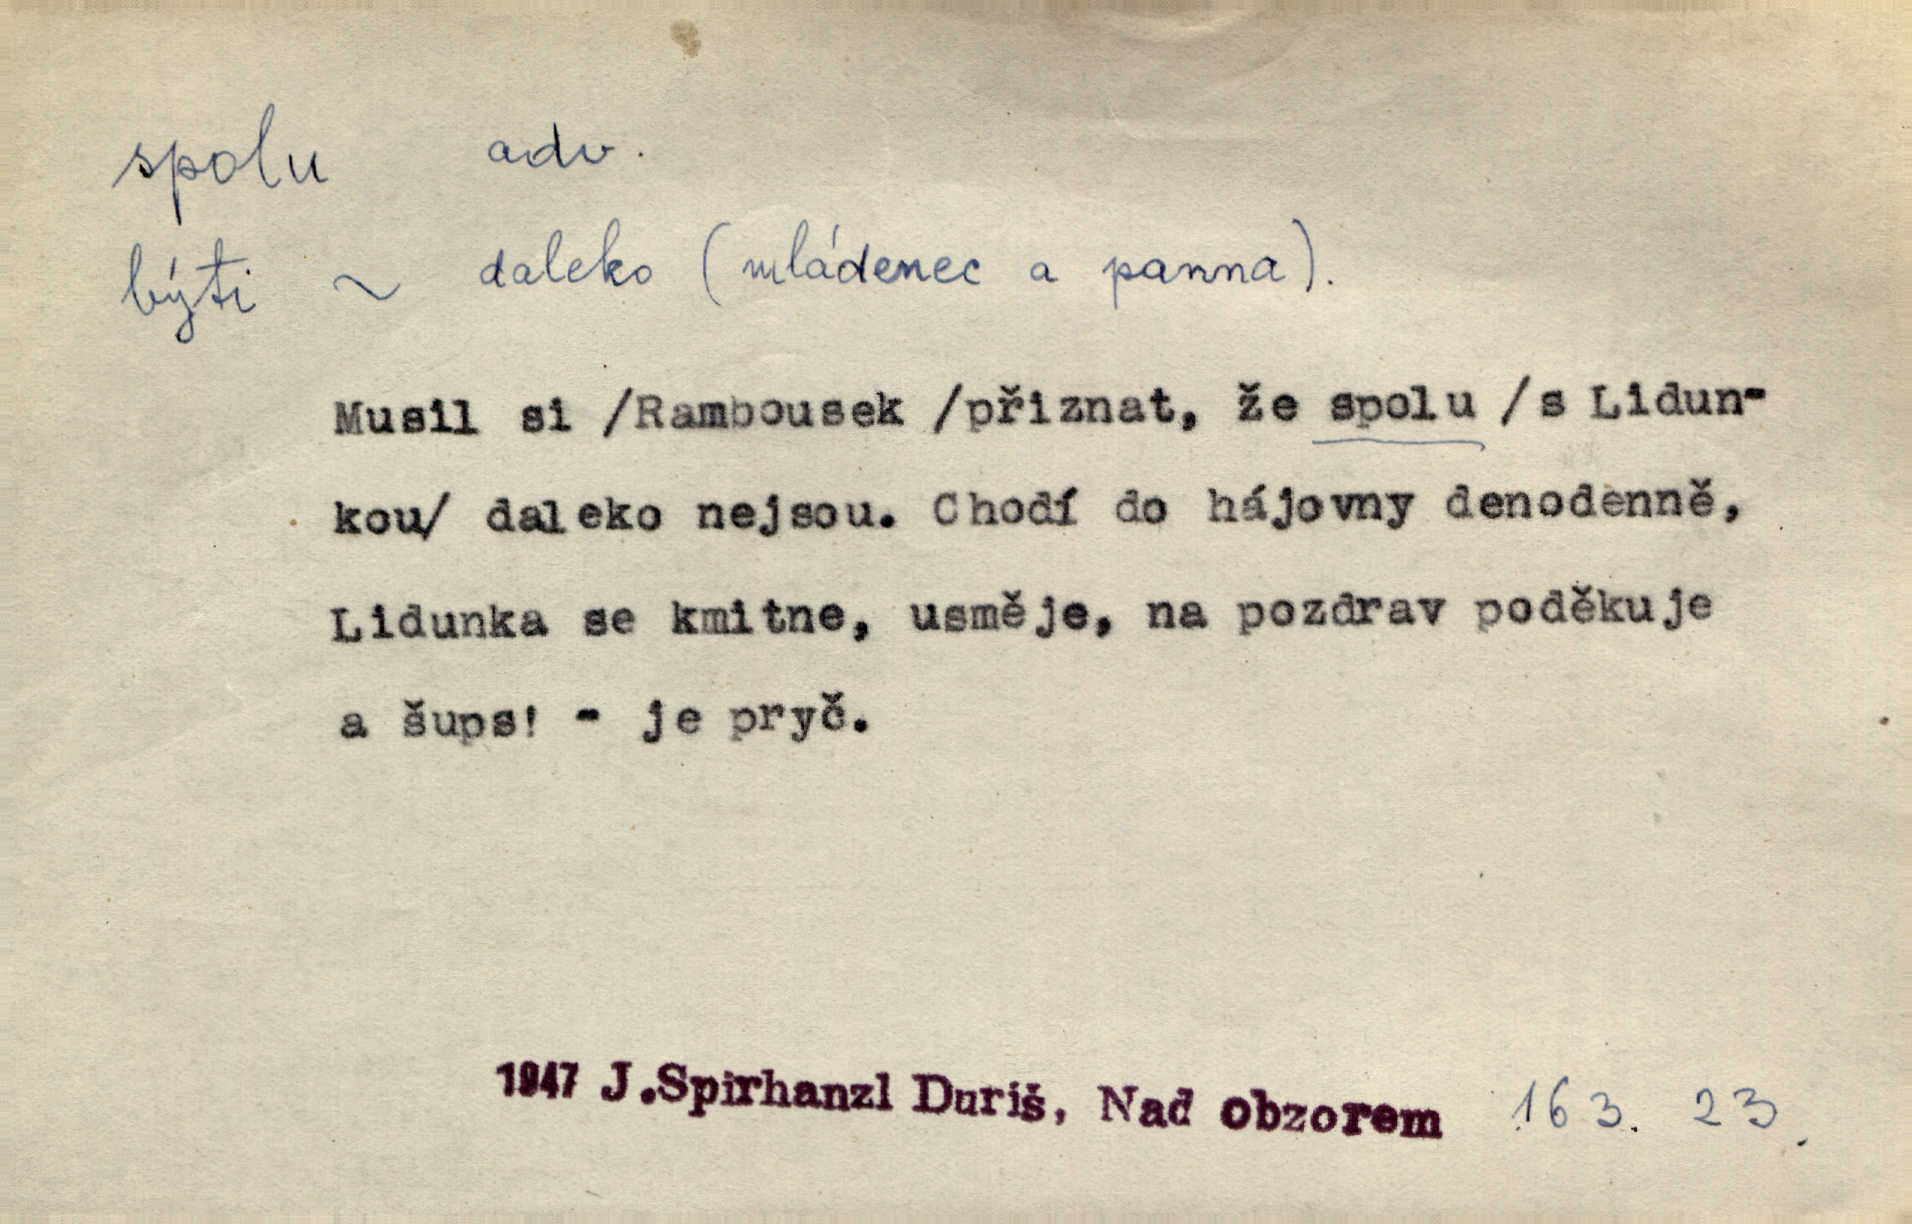 spolu adv.
býti ~ daleko (mládenec a panna).
Musil si /Rambousek /přiznat, že spolu /s Lidun-
kou/ daleko nejsou. Chodí do hájovny denodenně,
Lidunka se kmitne, usměje, na pozdrav poděkuje
a šups! - je pryč.
1947 J.Spirhanzl Duriš, Nad obzorem 163. 23.